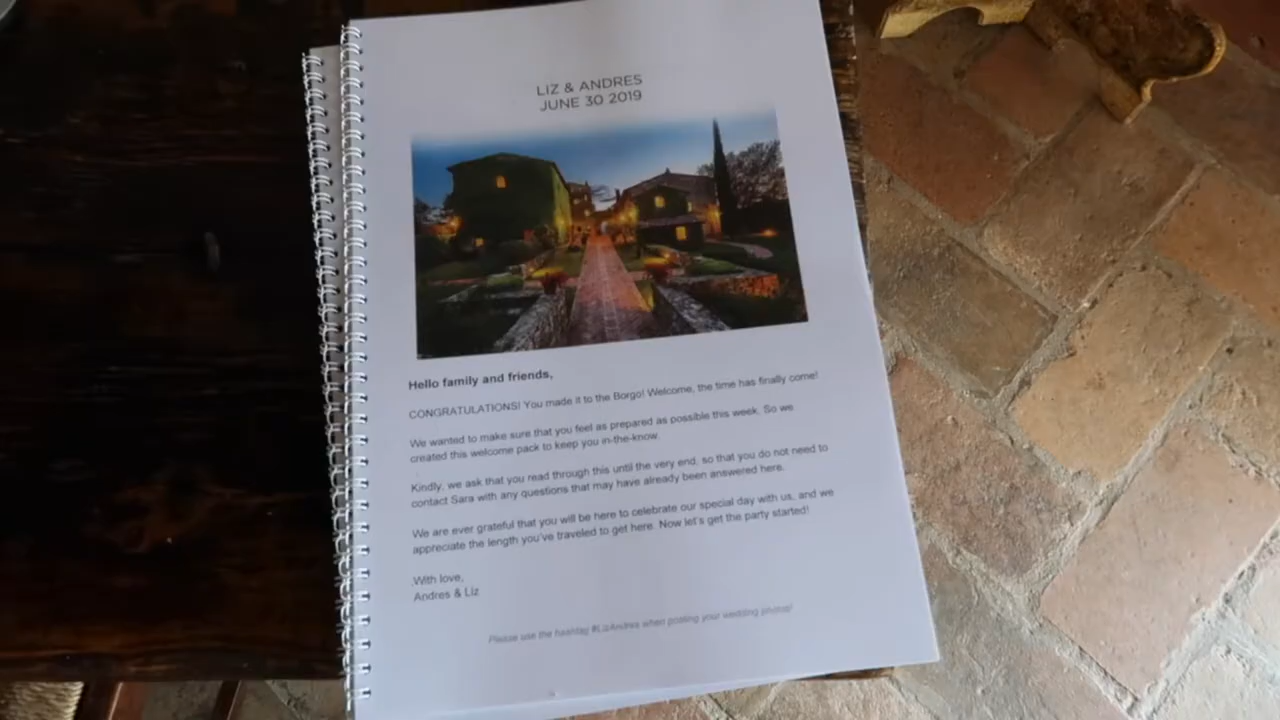 LIZ & ANDRES
JUNE 30 2019
Hello family and friends,
CONGRATULATIONS! You made it to the Borgo! Welcome, the time has finally come!
We wanted to make sure that you feel as prepared as possible this week. So we
created this welcome pack to keep you in-the-know.
Kindly, we ask that you read through this until the very end, so that you do not need to
contact Sara with any questions that may have already been answered here.
We are ever grateful that you will be here to celebrate our special day with us, and we
appreciate the length you've traveled to get here. Now let's get the party started!
With love,
Andres & Liz
Please use the hashtag #LizAndres when posting your wedding photos!